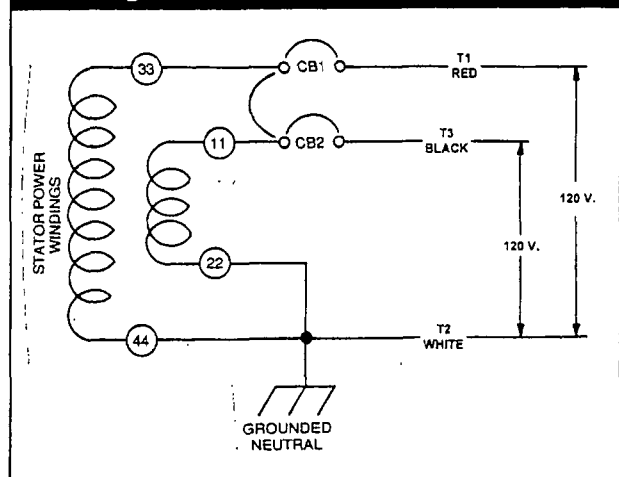 33
CB1
T1
RED
11
CB2
T3
BLACK
STATOR POWER
WINDINGS
120 V.
120 V.
22
44
T2
WHITE
GROUNDED
NEUTRAL